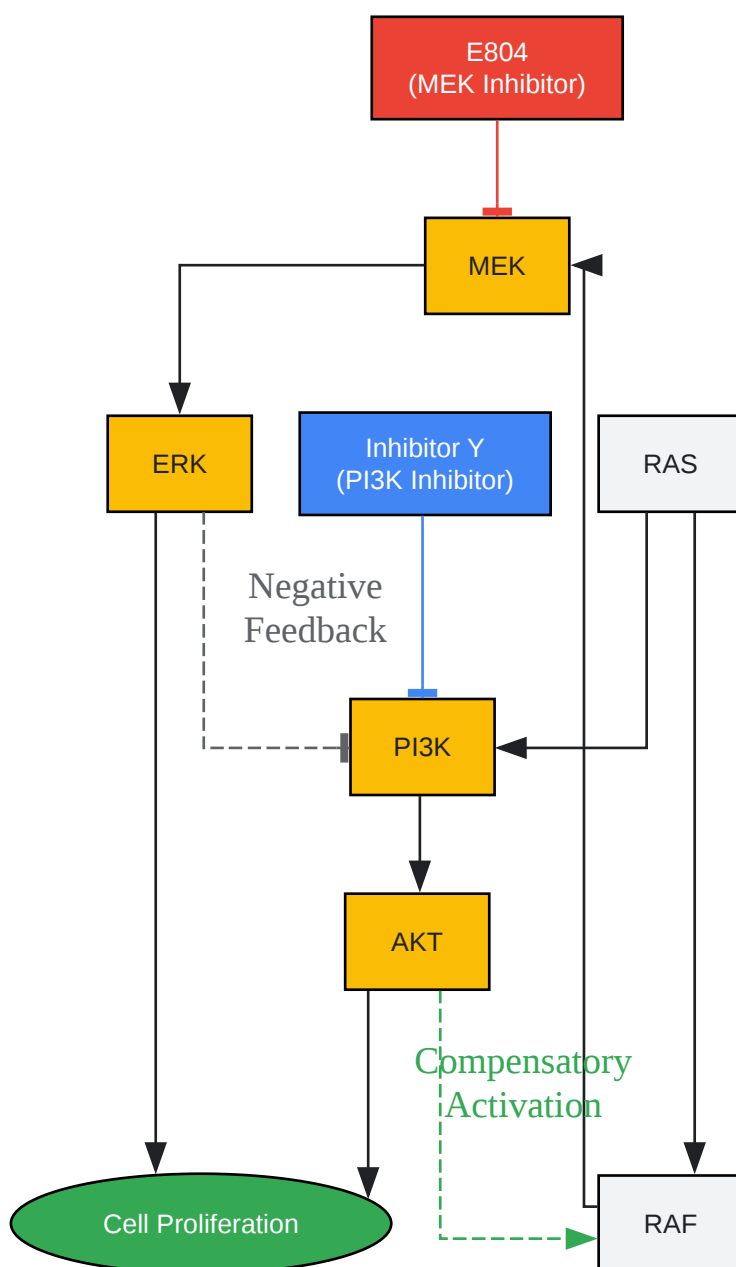 E804
(MEK Inhibitor)
MEK
ERK
Inhibitor Y
(PI3K Inhibitor)
RAS
Negative
Feedback
PI3K
AKT
Compensatory
Activation
Cell Proliferation
RAF